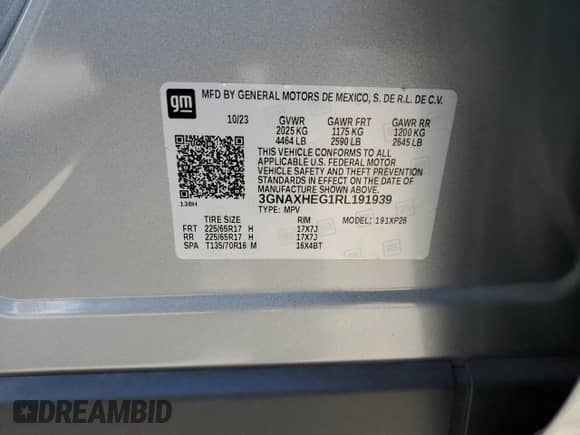 gm
MFD BY GENERAL MOTORS DE MEXICO, S. DE R.L. DE C.V.
10/23 GVWR GAWR FRT GAWR RR
2025 KG 1175 KG 1200 KG
4464 LB 2590 LB 2645 LB
THIS VEHICLE CONFORMS TO ALL
APPLICABLE U.S. FEDERAL MOTOR
VEHICLE SAFETY AND THEFT PREVENTION
STANDARDS IN EFFECT ON THE DATE OF
MANUFACTURE SHOWN ABOVE.
138H 3GNAXHEG1RL191939
TYPE: MPV MODEL: 191XP26
TIRE SIZE RIM
FRT 225/65R17 H 17X7J
RR 225/65R17 H 17X7J
SPA T135/70R16 M 16X4BT
DREAMBID